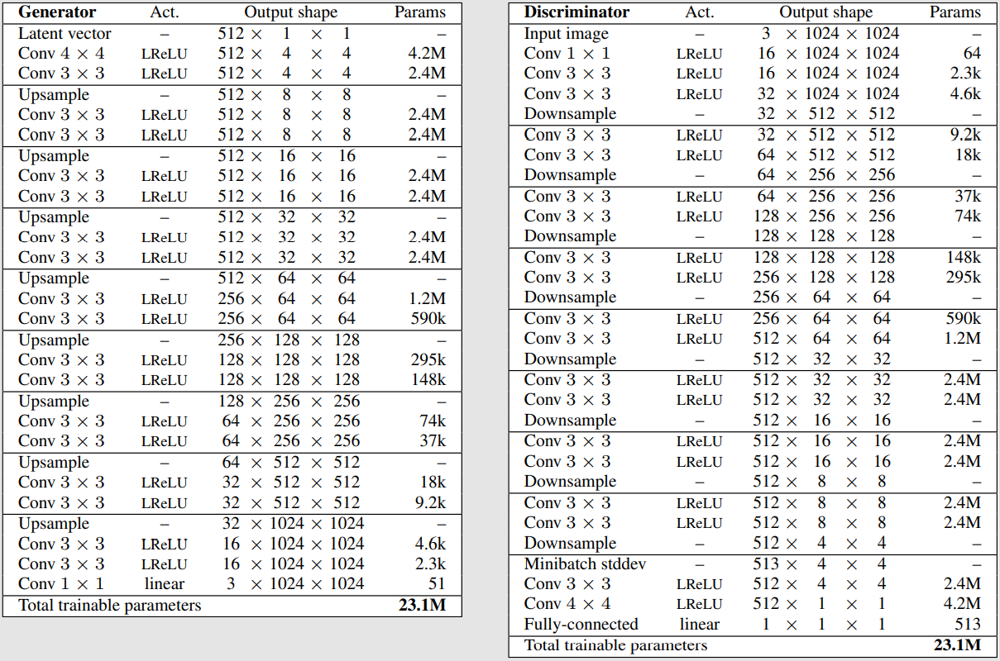 Generator Act. Output shape Params
Latent vector – 512 × 1 × 1 –
Conv 4 × 4 LReLU 512 × 4 × 4 4.2M
Conv 3 × 3 LReLU 512 × 4 × 4 2.4M
Upsample – 512 × 8 × 8 –
Conv 3 × 3 LReLU 512 × 8 × 8 2.4M
Conv 3 × 3 LReLU 512 × 8 × 8 2.4M
Upsample – 512 × 16 × 16 –
Conv 3 × 3 LReLU 512 × 16 × 16 2.4M
Conv 3 × 3 LReLU 512 × 16 × 16 2.4M
Upsample – 512 × 32 × 32 –
Conv 3 × 3 LReLU 512 × 32 × 32 2.4M
Conv 3 × 3 LReLU 512 × 32 × 32 2.4M
Upsample – 512 × 64 × 64 –
Conv 3 × 3 LReLU 256 × 64 × 64 1.2M
Conv 3 × 3 LReLU 256 × 64 × 64 590k
Upsample – 256 × 128 × 128 –
Conv 3 × 3 LReLU 128 × 128 × 128 295k
Conv 3 × 3 LReLU 128 × 128 × 128 148k
Upsample – 128 × 256 × 256 –
Conv 3 × 3 LReLU 64 × 256 × 256 74k
Conv 3 × 3 LReLU 64 × 256 × 256 37k
Upsample – 64 × 512 × 512 –
Conv 3 × 3 LReLU 32 × 512 × 512 18k
Conv 3 × 3 LReLU 32 × 512 × 512 9.2k
Upsample – 32 × 1024 × 1024 –
Conv 3 × 3 LReLU 16 × 1024 × 1024 4.6k
Conv 3 × 3 LReLU 16 × 1024 × 1024 2.3k
Conv 1 × 1 linear 3 × 1024 × 1024 51
Total trainable parameters 23.1M
Discriminator Act. Output shape Params
Input image – 3 × 1024 × 1024 –
Conv 1 × 1 LReLU 16 × 1024 × 1024 64
Conv 3 × 3 LReLU 16 × 1024 × 1024 2.3k
Conv 3 × 3 LReLU 32 × 1024 × 1024 4.6k
Downsample – 32 × 512 × 512 –
Conv 3 × 3 LReLU 32 × 512 × 512 9.2k
Conv 3 × 3 LReLU 64 × 512 × 512 18k
Downsample – 64 × 256 × 256 –
Conv 3 × 3 LReLU 64 × 256 × 256 37k
Conv 3 × 3 LReLU 128 × 256 × 256 74k
Downsample – 128 × 128 × 128 –
Conv 3 × 3 LReLU 128 × 128 × 128 148k
Conv 3 × 3 LReLU 256 × 128 × 128 295k
Downsample – 256 × 64 × 64 –
Conv 3 × 3 LReLU 256 × 64 × 64 590k
Conv 3 × 3 LReLU 512 × 64 × 64 1.2M
Downsample – 512 × 32 × 32 –
Conv 3 × 3 LReLU 512 × 32 × 32 2.4M
Conv 3 × 3 LReLU 512 × 32 × 32 2.4M
Downsample – 512 × 16 × 16 –
Conv 3 × 3 LReLU 512 × 16 × 16 2.4M
Conv 3 × 3 LReLU 512 × 16 × 16 2.4M
Downsample – 512 × 8 × 8 –
Conv 3 × 3 LReLU 512 × 8 × 8 2.4M
Conv 3 × 3 LReLU 512 × 8 × 8 2.4M
Downsample – 512 × 4 × 4 –
Minibatch stddev – 513 × 4 × 4 –
Conv 3 × 3 LReLU 512 × 4 × 4 2.4M
Conv 4 × 4 LReLU 512 × 1 × 1 4.2M
Fully-connected linear 1 × 1 × 1 513
Total trainable parameters 23.1M